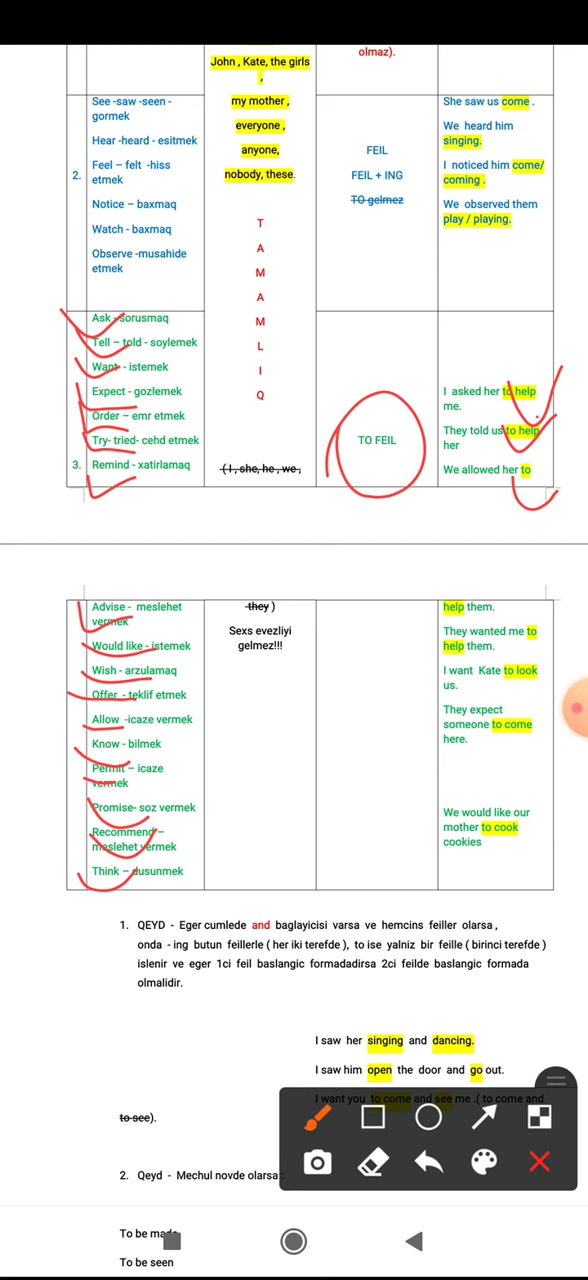 olmaz).
John , Kate, the girls
,
my mother ,
everyone ,
anyone,
nobody, these.
T
A
M
A
M
L
I
Q
2.
See -saw -seen -
gormek
Hear -heard - esitmek
Feel – felt -hiss
etmek
Notice – baxmaq
Watch - baxmaq
Observe -musahide
etmek
FEIL
FEIL + ING
TO gelmez
She saw us come .
We heard him
singing.
I noticed him come/
coming .
We observed them
play / playing.
3.
Ask - sorusmaq
Tell – told - soylemek
Want - istemek
Expect - gozlemek
Order – emr etmek
Try- tried- cehd etmek
Remind - xatirlamaq
( I , she, he , we ,
TO FEIL
I asked her to help
me.
They told us to help
her
We allowed her to
Advise - meslehet
vermek
Would like - istemek
Wish - arzulamaq
Offer - teklif etmek
Allow -icaze vermek
Know - bilmek
Permit – icaze
vermek
Promise- soz vermek
Recommend –
meslehet vermek
Think – dusunmek
they )
Sexs evezliyi
gelmez!!!
help them.
They wanted me to
help them.
I want Kate to look
us.
They expect
someone to come
here.
We would like our
mother to cook
cookies
1. QEYD - Eger cumlede and baglayicisi varsa ve hemcins feiller olarsa ,
onda - ing butun feillerle ( her iki terefde ), to ise yalniz bir feille ( birinci terefde )
islenir ve eger 1ci feil baslangic formadadirsa 2ci feilde baslangic formada
olmalidir.
I saw her singing and dancing.
I saw him open the door and go out.
I want you to come and see me .( to come and
to see).
2. Qeyd - Mechul novde olarsa :
To be made
To be seen